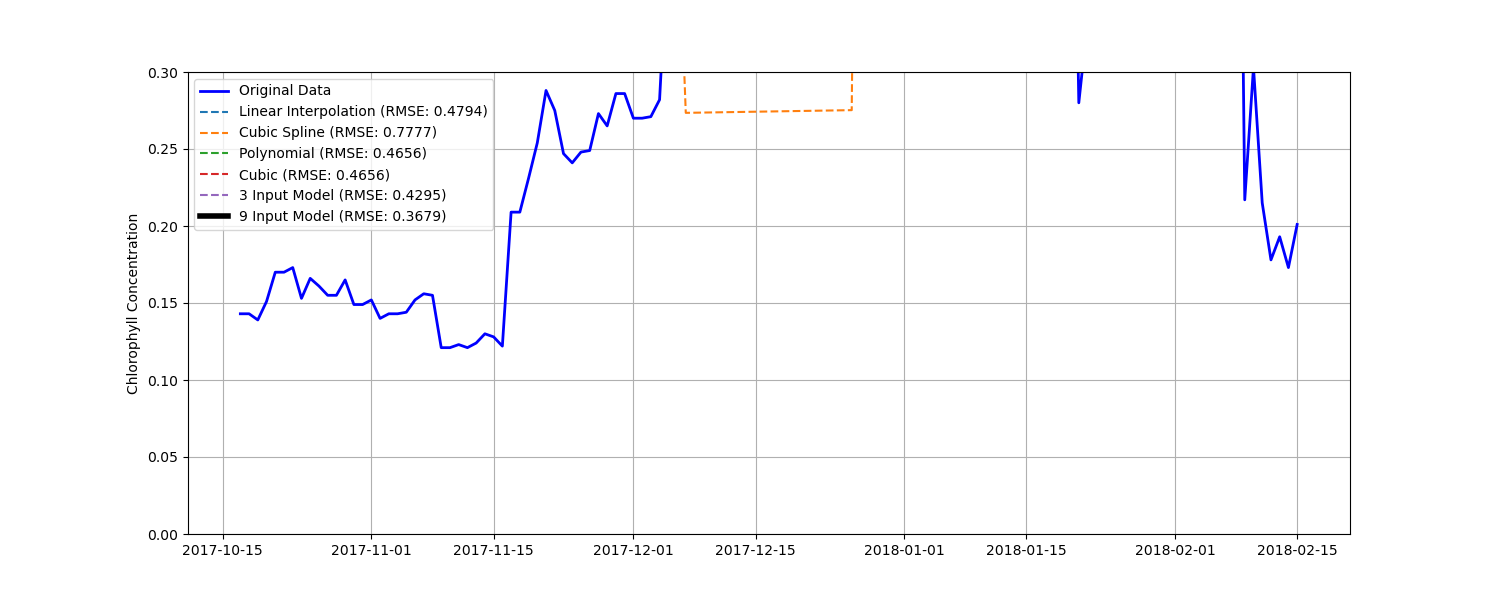 0.30
0.25
0.20
0.15
0.10
0.05
0.00
Chlorophyll Concentration
Original Data
Linear Interpolation (RMSE: 0.4794)
Cubic Spline (RMSE: 0.7777)
Polynomial (RMSE: 0.4656)
Cubic (RMSE: 0.4656)
3 Input Model (RMSE: 0.4295)
9 Input Model (RMSE: 0.3679)
2017-10-15 2017-11-01 2017-11-15 2017-12-01 2017-12-15 2018-01-01 2018-01-15 2018-02-01 2018-02-15